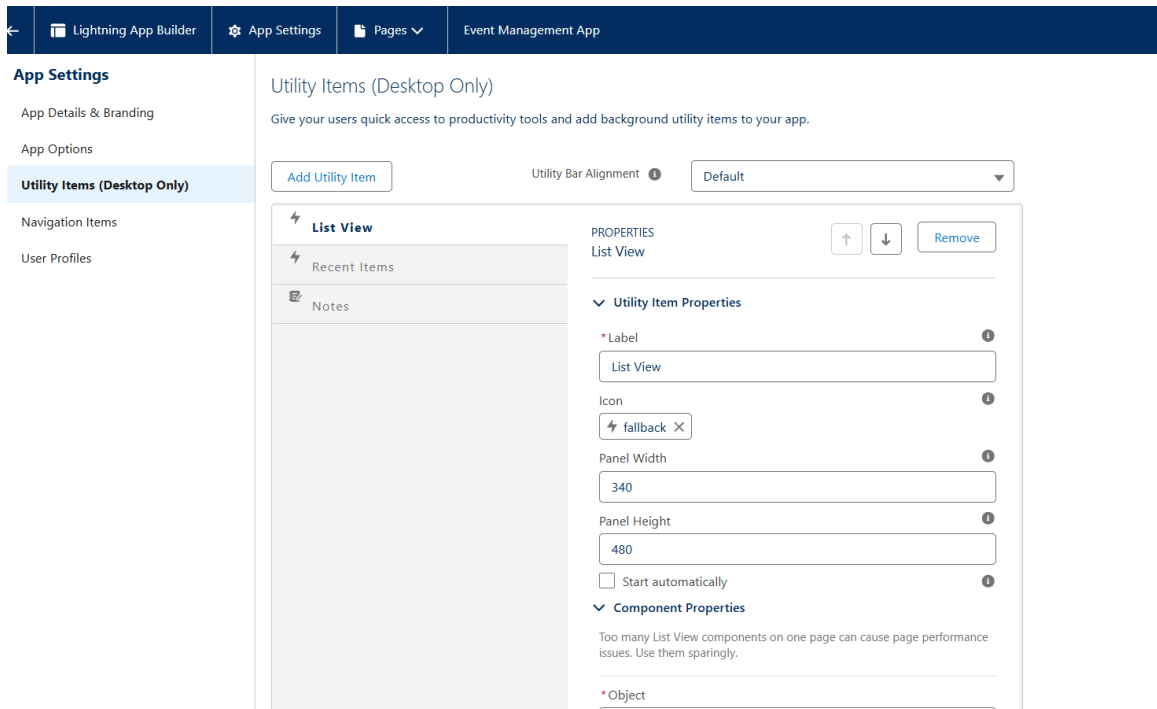 Lightning App Builder
App Settings
Pages
Event Management App
App Settings
App Details & Branding
App Options
Utility Items (Desktop Only)
Navigation Items
User Profiles
Utility Items (Desktop Only)
Give your users quick access to productivity tools and add background utility items to your app.
Add Utility Item
Utility Bar Alignment
Default
List View
Recent Items
Notes
PROPERTIES
List View
Remove
Utility Item Properties
*Label
List View
Icon
fallback
Panel Width
340
Panel Height
480
Start automatically
Component Properties
Too many List View components on one page can cause page performance
issues. Use them sparingly.
*Object